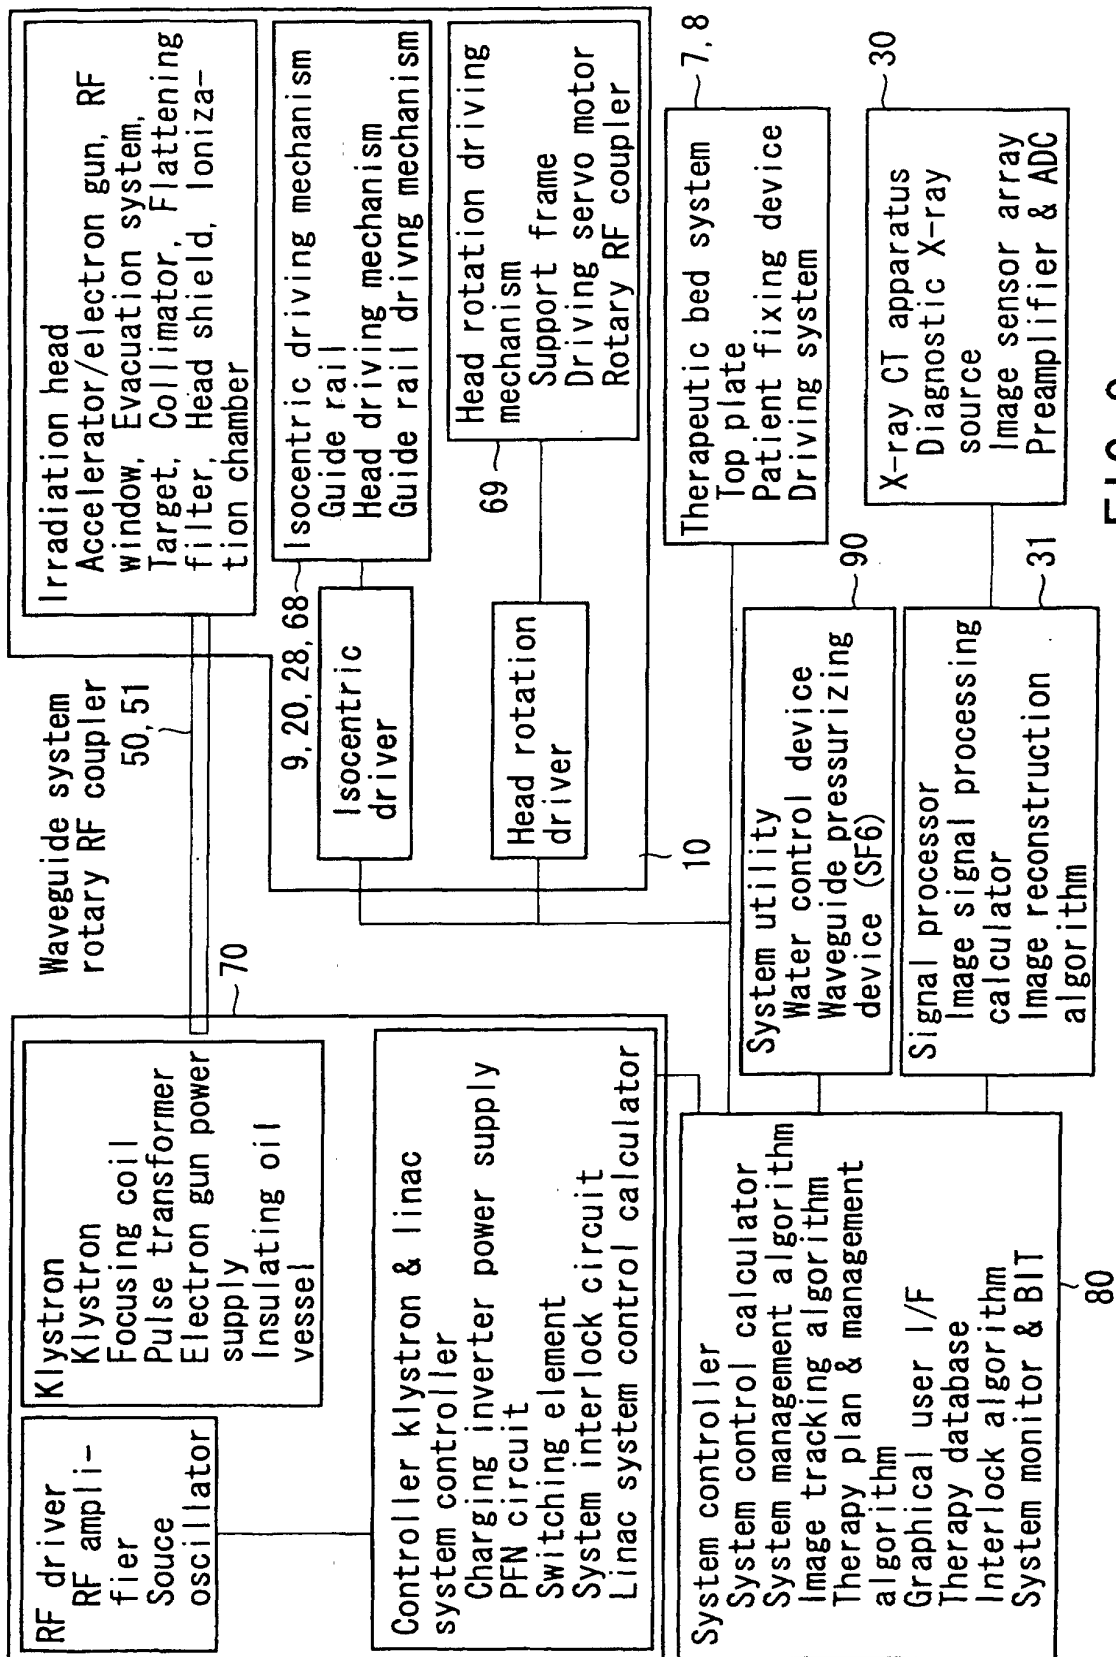 RF driver
RF ampli-
fier
Souce
oscillator
Klystron
Klystron
Focusing coil
Pulse transformer
Electron gun power
supply
Insulating oil
vessel
70
Controller klystron & linac
system controller
Charging inverter power supply
PFN circuit
Switching element
System interlock circuit
Linac system control calculator
Waveguide system
rotary RF coupler
50, 51
Irradiation head
Accelerator/electron gun, RF
window, Evacuation system,
Target, Collimator, Flattening
filter, Head shield, Ioniza-
tion chamber
9, 20, 28, 68
Isocentric
driver
Isocentric driving mechanism
Guide rail
Head driving mechanism
Guide rail drivng mechanism
Head rotation
driver
69
Head rotation driving
mechanism
Support frame
Driving servo motor
Rotary RF coupler
10
System controller
System control calculator
System management algorithm
Image tracking algorithm
Therapy plan & management
algorithm
Graphical user I/F
Therapy database
Interlock algorithm
System monitor & BIT
80
System utility
Water control device
Waveguide pressurizing
device (SF6)
90
Therapeutic bed system
Top plate
Patient fixing device
Driving system
7, 8
Signal processor
Image signal processing
calculator
Image reconstruction
algorithm
31
X-ray CT apparatus
Diagnostic X-ray
source
Image sensor array
Preamplifier & ADC
30